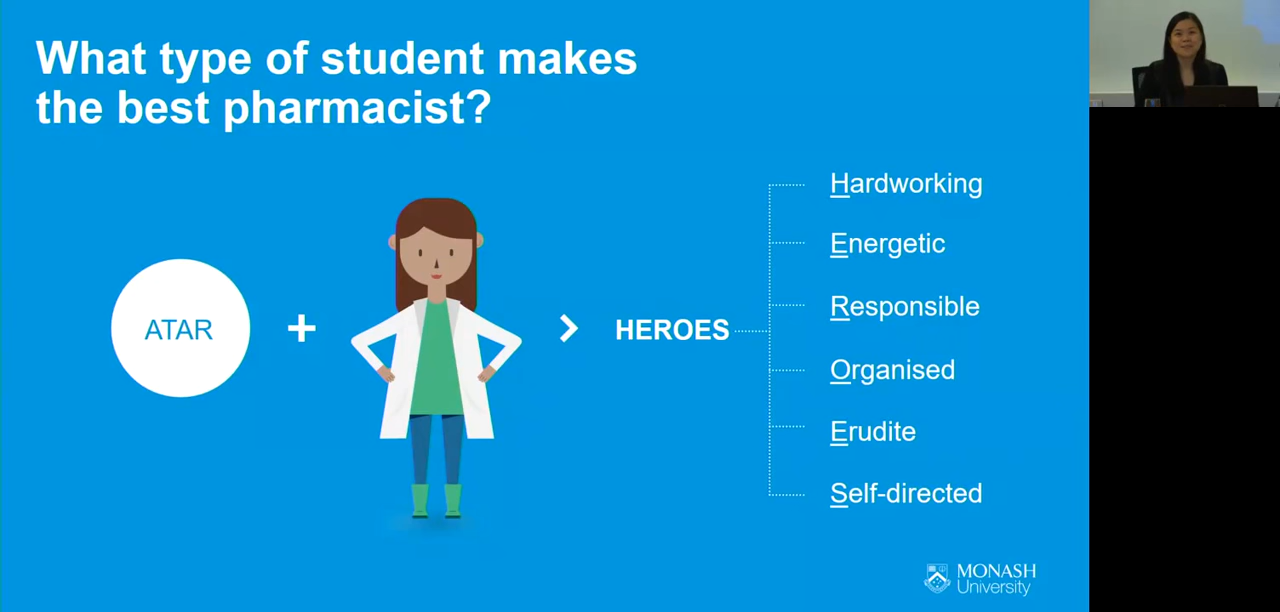 What type of student makes
the best pharmacist?
ATAR
+
>
HEROES
Hardworking
Energetic
Responsible
Organised
Erudite
Self-directed
MONASH
University